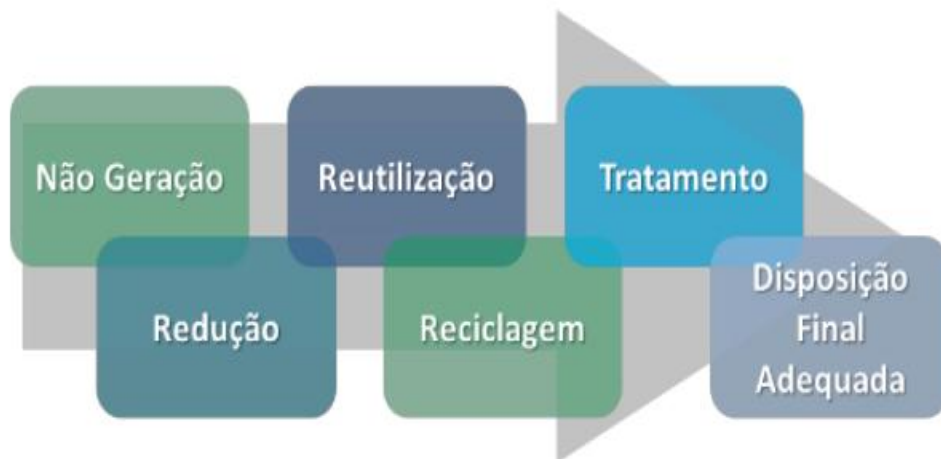 Não Geração
Redução
Reutilização
Reciclagem
Tratamento
Disposição
Final
Adequada